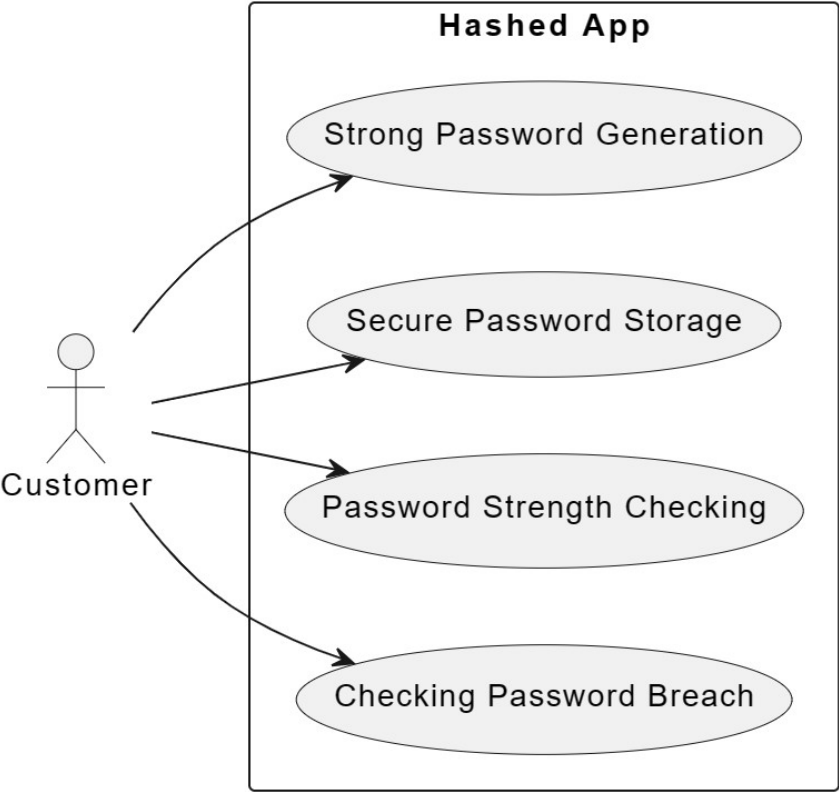 Hashed App
Strong Password Generation
Secure Password Storage
Customer
Password Strength Checking
Checking Password Breach